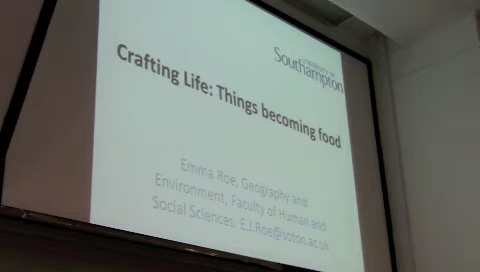 UNIVERSITY OF
Southampton
Crafting Life: Things becoming food
Emma Roe, Geography and
Environment, Faculty of Human and
Social Sciences, E.J.Roe@soton.ac.uk